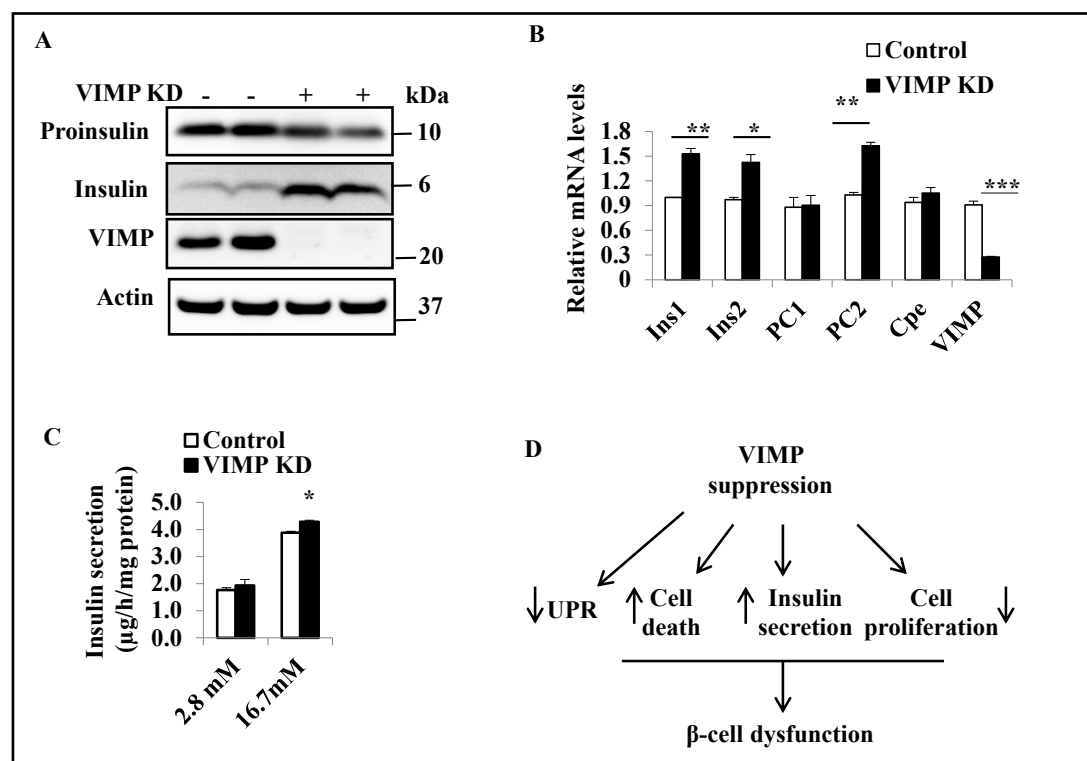 A
VIMP KD - - + + kDa
Proinsulin 10
Insulin 6
VIMP 20
Actin 37
B
Control
VIMP KD
Relative mRNA levels
1.8
1.5
1.2
0.9
0.6
0.3
0
** * ** ***
Ins1 Ins2 PC1 PC2 Cpe VIMP
C
Control
VIMP KD
Insulin secretion
(µg/h/mg protein)
5.0
4.0
3.0
2.0
1.0
0.0
*
2.8 mM 16.7mM
D
VIMP
suppression
↓UPR ↑ Cell ↑ Insulin Cell ↓
death secretion proliferation
β-cell dysfunction